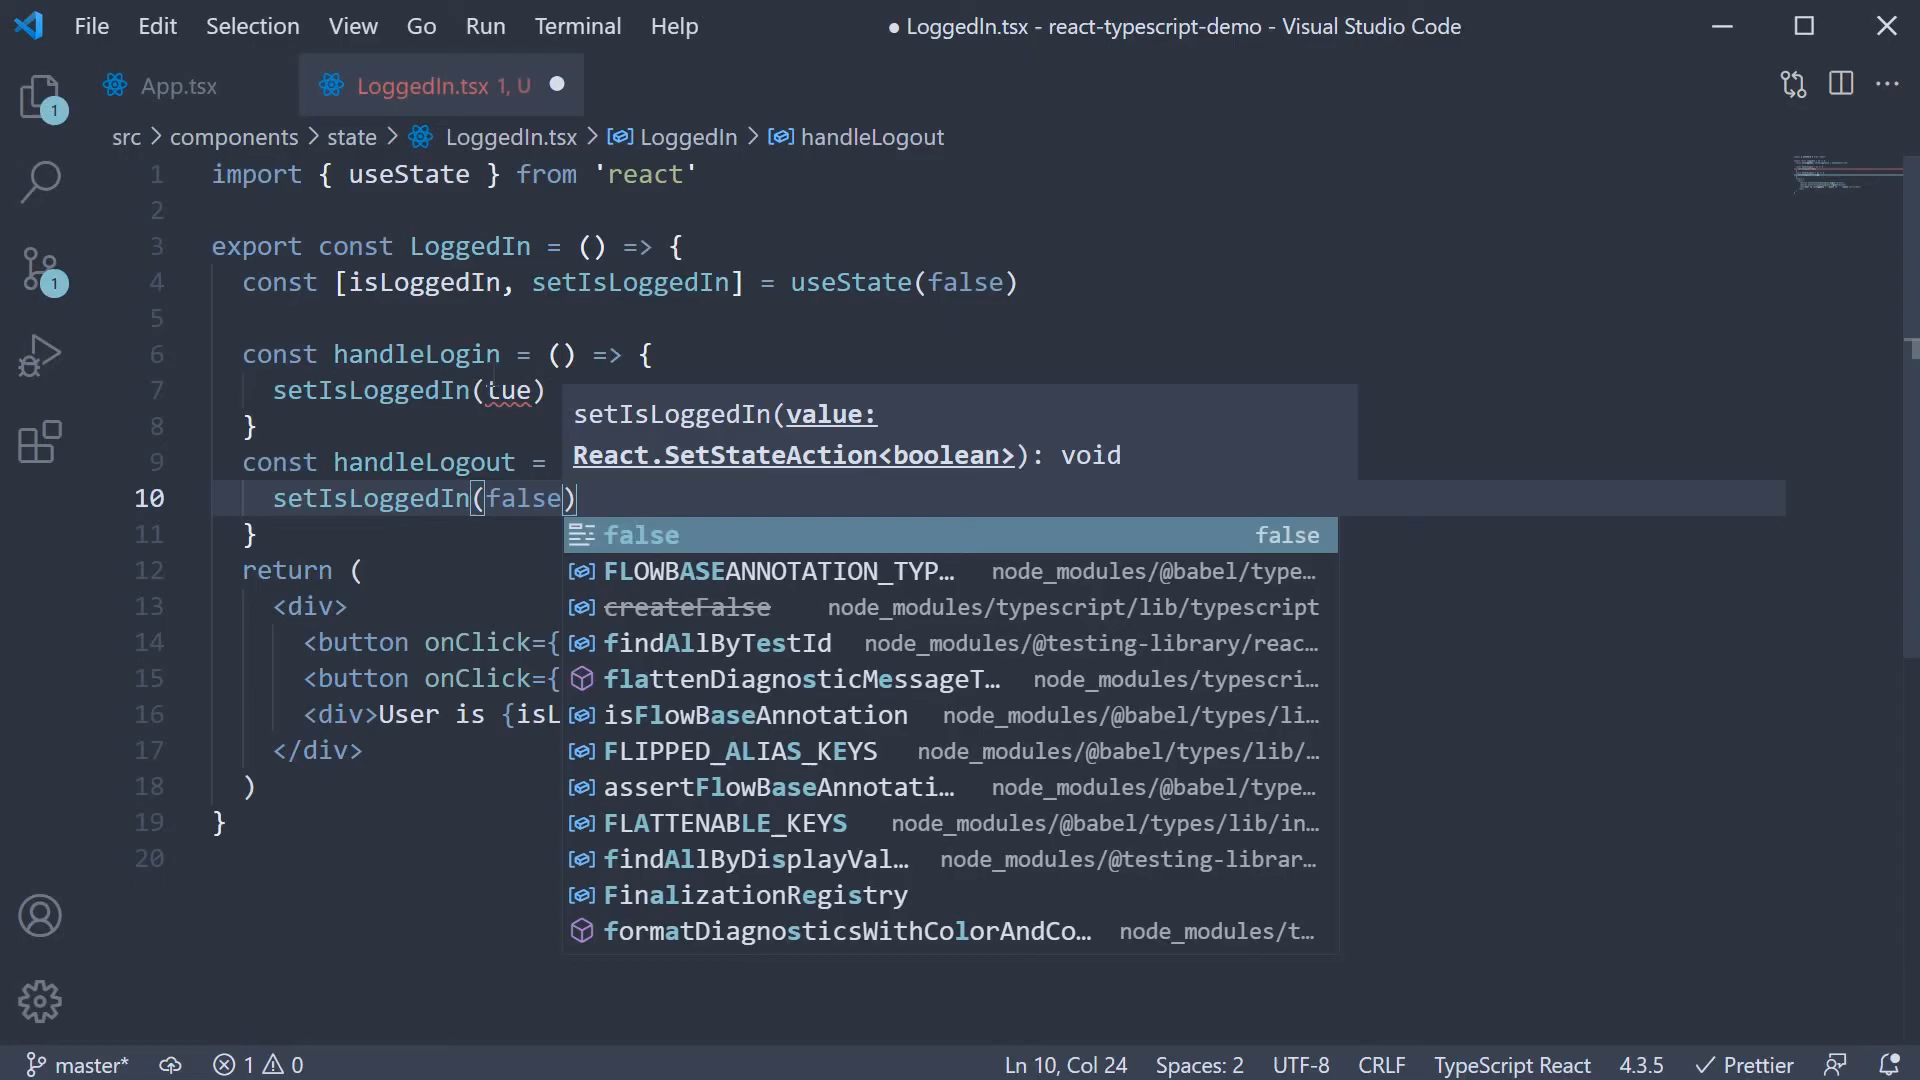 File Edit Selection View Go Run Terminal Help ● LoggedIn.tsx - react-typescript-demo - Visual Studio Code
App.tsx LoggedIn.tsx 1, U
1
src > components > state > LoggedIn.tsx > LoggedIn > handleLogout
1 import { useState } from 'react'
2
3 export const LoggedIn = () => {
1
4 const [isLoggedIn, setIsLoggedIn] = useState(false)
5
6 const handleLogin = () => {
7 setIsLoggedIn(tue)
8 }
9 const handleLogout =
10 setIsLoggedIn(false)
11 }
12 return (
13 <div>
14 <button onClick={
15 <button onClick={
16 <div>User is {isL
17 </div>
18 )
19 }
20
setIsLoggedIn(value:
React.SetStateAction<boolean>): void
false false
FLOWBASEANNOTATION_TYP… node_modules/@babel/type…
createFalse node_modules/typescript/lib/typescript
findAllByTestId node_modules/@testing-library/reac…
flattenDiagnosticMessageT… node_modules/typescri…
isFlowBaseAnnotation node_modules/@babel/types/li…
FLIPPED_ALIAS_KEYS node_modules/@babel/types/lib/…
assertFlowBaseAnnotati… node_modules/@babel/type…
FLATTENABLE_KEYS node_modules/@babel/types/lib/in…
findAllByDisplayVal… node_modules/@testing-librar…
FinalizationRegistry
formatDiagnosticsWithColorAndCo… node_modules/t…
master* 1 0 Ln 10, Col 24 Spaces: 2 UTF-8 CRLF TypeScript React 4.3.5 Prettier